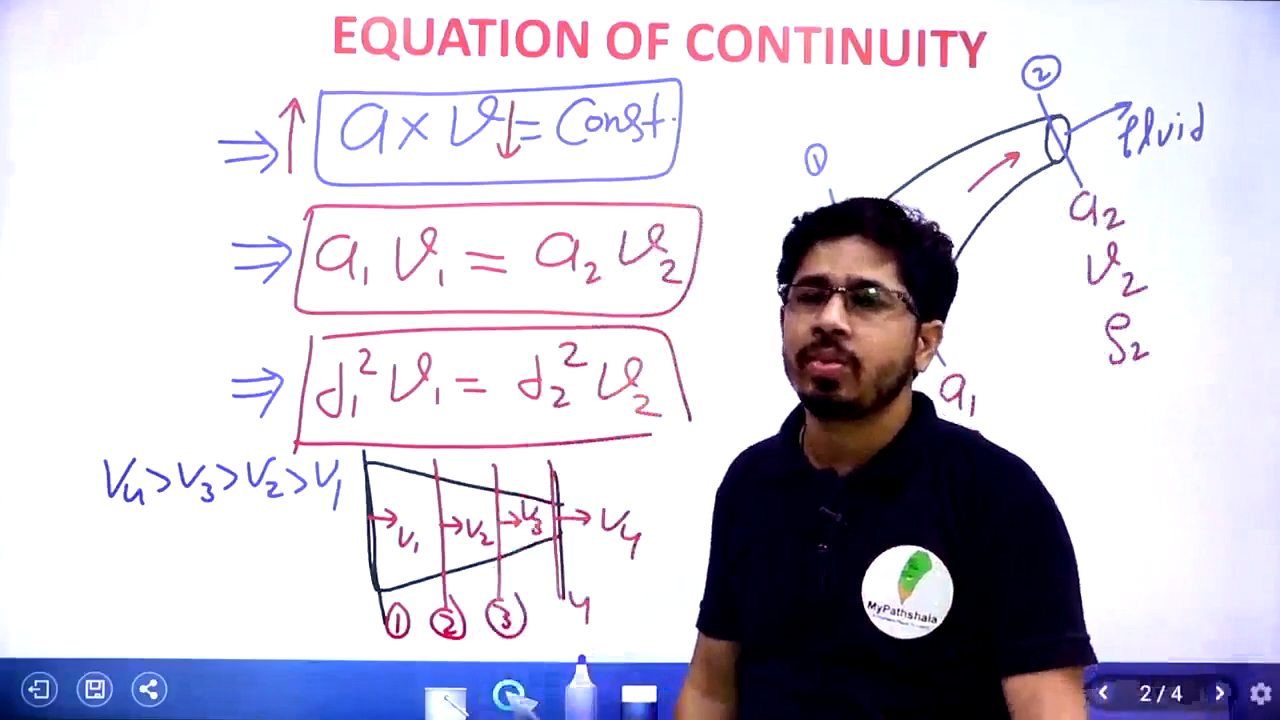 EQUATION OF CONTINUITY
⇒ ↑ a × v↓ = Const.
⇒ a₁ v₁ = a₂ v₂
⇒ d₁² v₁ = d₂² v₂
V₄ > V₃ > V₂ > V₁
V₁ V₂ V₃ V₄
① ② ③ 4
①
②
fluid
a₂
v₂
ρ₂
a₁
MyPathshala
2 / 4